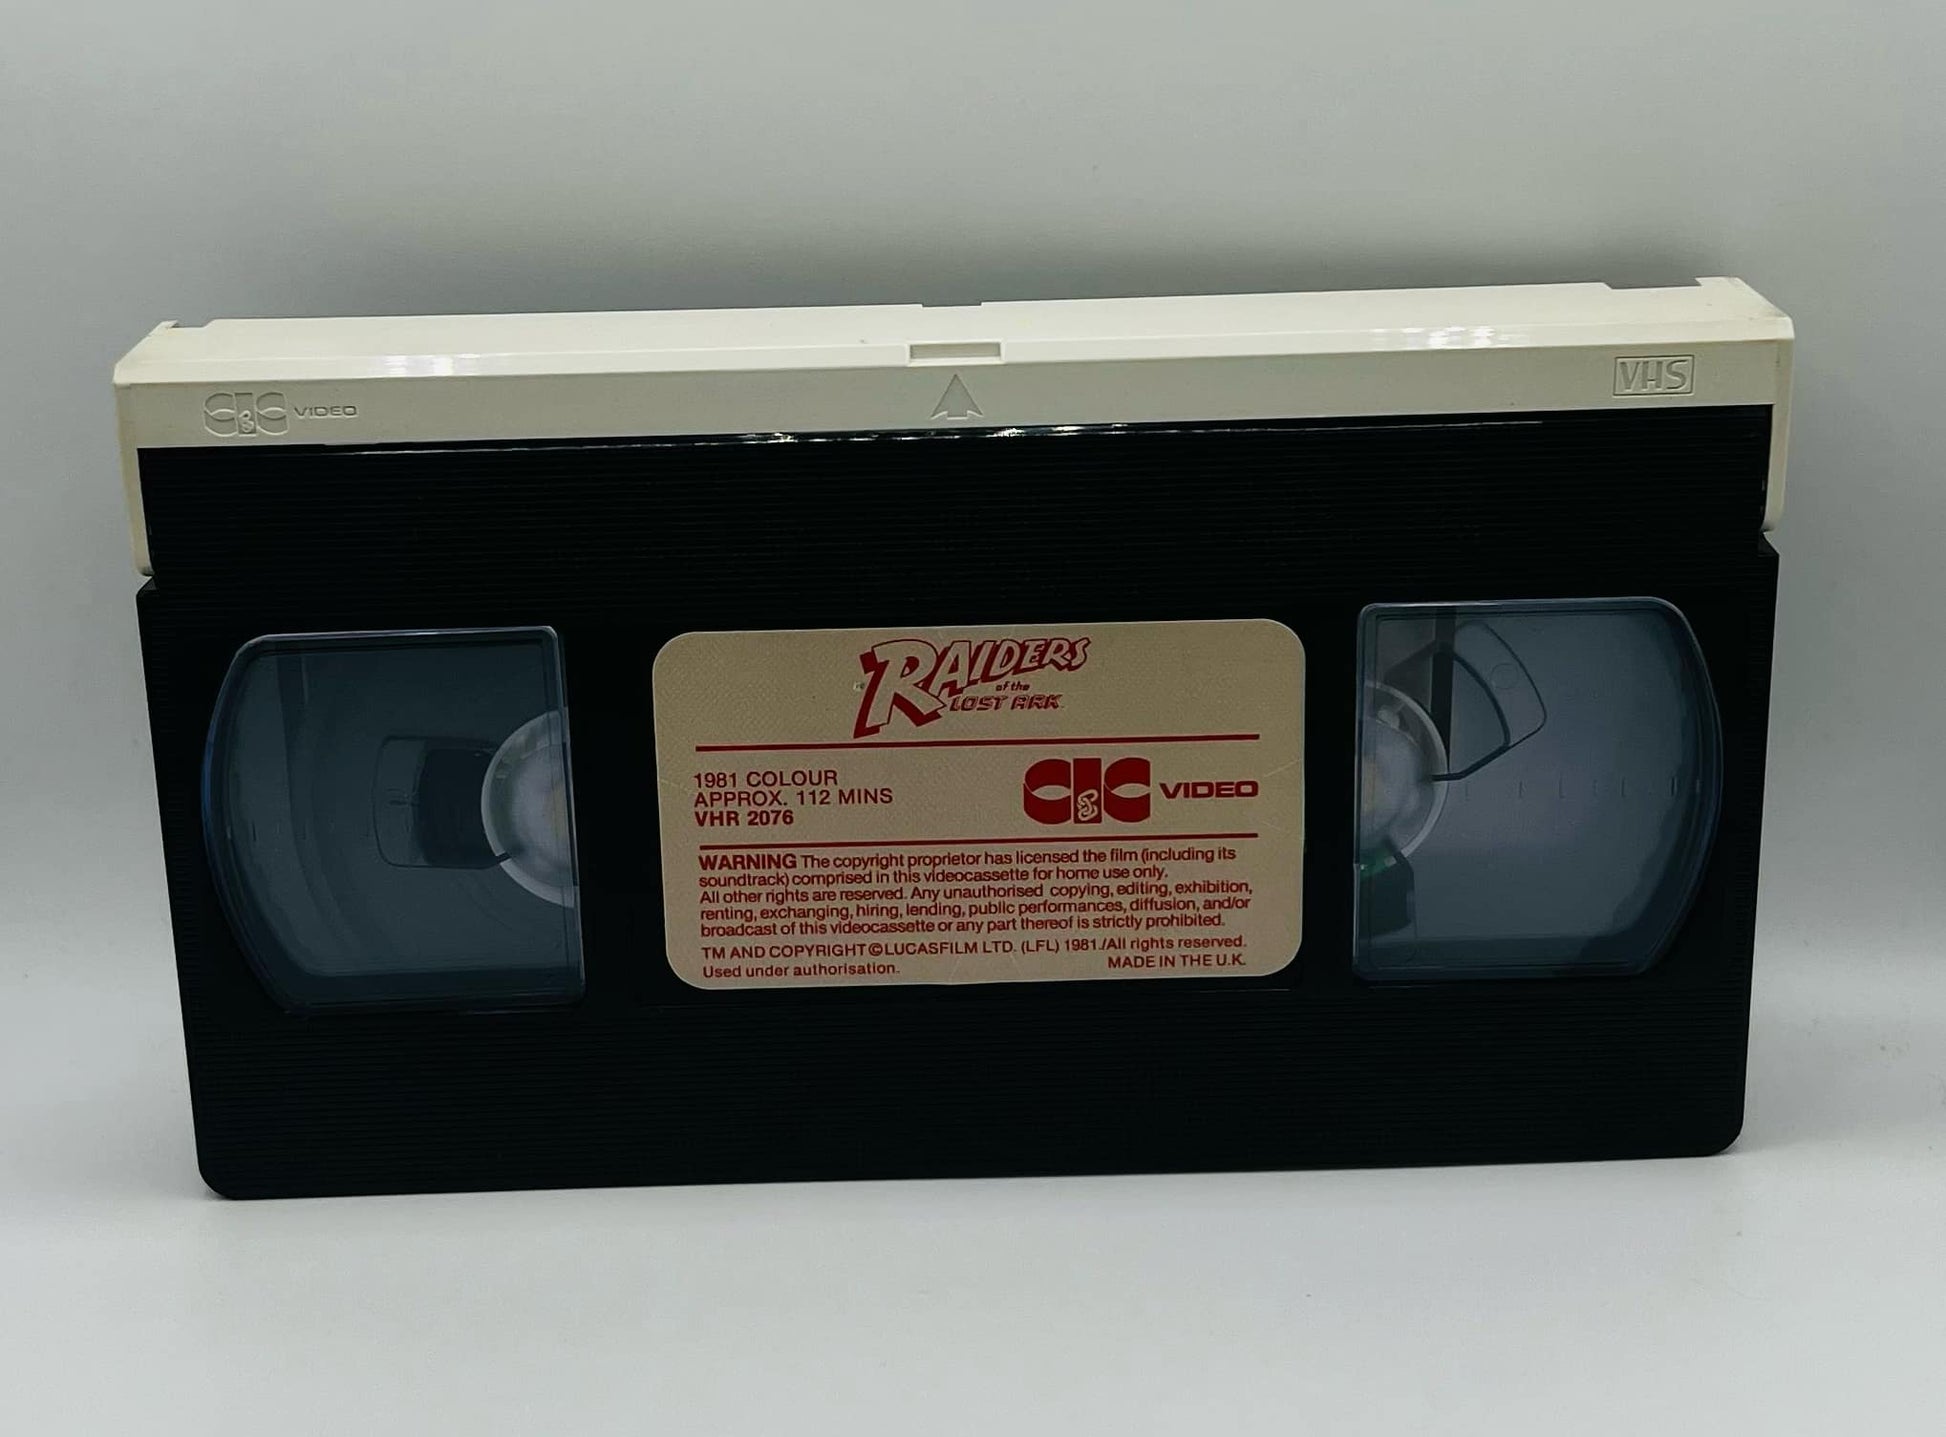 CIC VIDEO
VHS
RAIDERS
of the
LOST ARK™
1981 COLOUR
APPROX. 112 MINS
VHR 2076
CIC VIDEO
WARNING The copyright proprietor has licensed the film (including its
soundtrack) comprised in this videocassette for home use only.
All other rights are reserved. Any unauthorised copying, editing, exhibition,
renting, exchanging, hiring, lending, public performances, diffusion, and/or
broadcast of this videocassette or any part thereof is strictly prohibited.
TM AND COPYRIGHT © LUCASFILM LTD. (LFL) 1981./All rights reserved.
Used under authorisation.
MADE IN THE U.K.